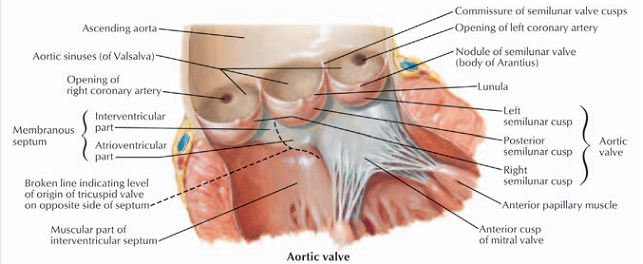 Commissure of semilunar valve cusps
Ascending aorta
Opening of left coronary artery
Aortic sinuses (of Valsalva)
Nodule of semilunar valve
(body of Arantius)
Opening of
right coronary artery
Lunula
Membranous
septum
Interventricular
part
Atrioventricular
part
Left
semilunar cusp
Posterior
semilunar cusp
Right
semilunar cusp
Aortic
valve
Broken line indicating level
of origin of tricuspid valve
on opposite side of septum
Anterior papillary muscle
Muscular part of
interventricular septum
Anterior cusp
of mitral valve
Aortic valve